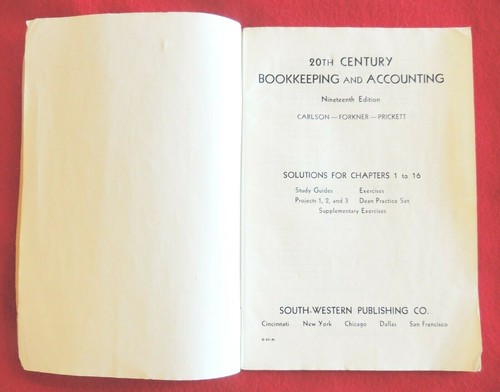 20TH CENTURY
BOOKKEEPING AND ACCOUNTING
Nineteenth Edition
CARLSON — FORKNER — PRICKETT
SOLUTIONS FOR CHAPTERS 1 to 16
Study Guides Exercises
Projects 1, 2, and 3 Dean Practice Set
Supplementary Exercises
SOUTH-WESTERN PUBLISHING CO.
Cincinnati New York Chicago Dallas San Francisco